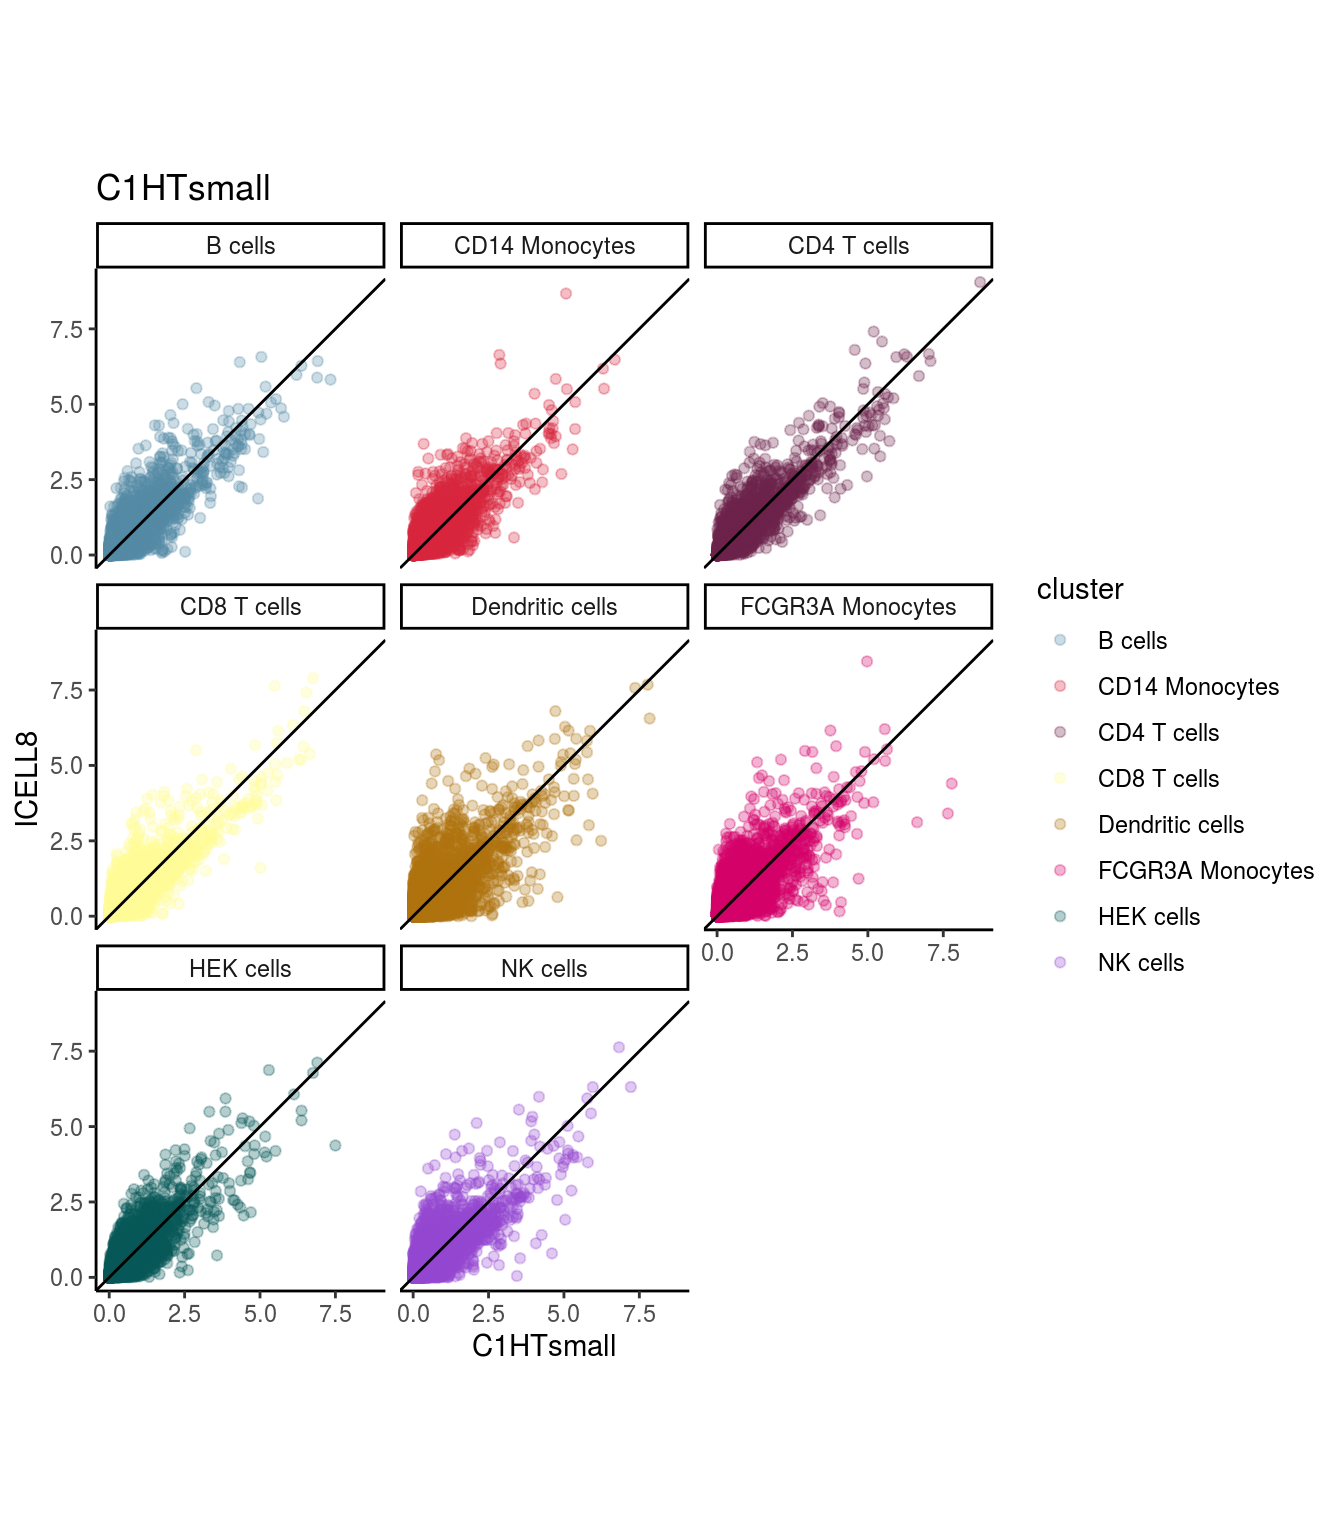 C1HTsmall
B cells
CD14 Monocytes
CD4 T cells
7.5
5.0
2.5
0.0
CD8 T cells
Dendritic cells
FCGR3A Monocytes
7.5
5.0
2.5
0.0
0.0 2.5 5.0 7.5
HEK cells
NK cells
7.5
5.0
2.5
0.0
0.0 2.5 5.0 7.5
0.0 2.5 5.0 7.5
C1HTsmall
ICELL8
cluster
B cells
CD14 Monocytes
CD4 T cells
CD8 T cells
Dendritic cells
FCGR3A Monocytes
HEK cells
NK cells